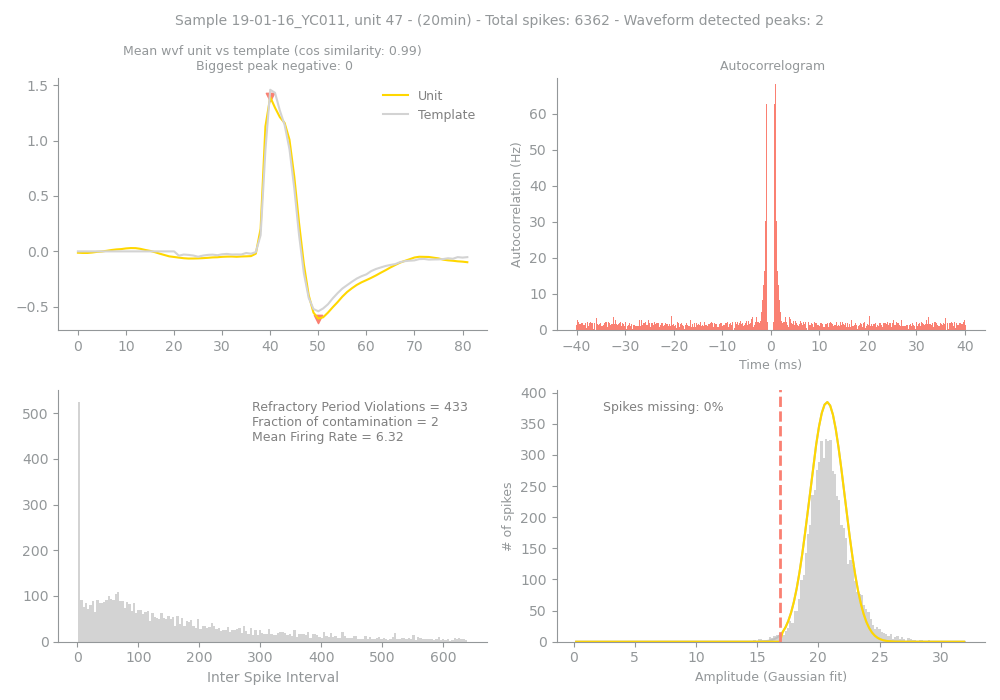 Sample 19-01-16_YC011, unit 47 - (20min) - Total spikes: 6362 - Waveform detected peaks: 2
Mean wvf unit vs template (cos similarity: 0.99)
Biggest peak negative: 0
1.5
1.0
0.5
0.0
−0.5
0 10 20 30 40 50 60 70 80
Unit
Template
Autocorrelogram
Autocorrelation (Hz)
60
50
40
30
20
10
0
−40 −30 −20 −10 0 10 20 30 40
Time (ms)
500
400
300
200
100
0
0 100 200 300 400 500 600
Inter Spike Interval
Refractory Period Violations = 433
Fraction of contamination = 2
Mean Firing Rate = 6.32
# of spikes
400
350
300
250
200
150
100
50
0
0 5 10 15 20 25 30
Amplitude (Gaussian fit)
Spikes missing: 0%